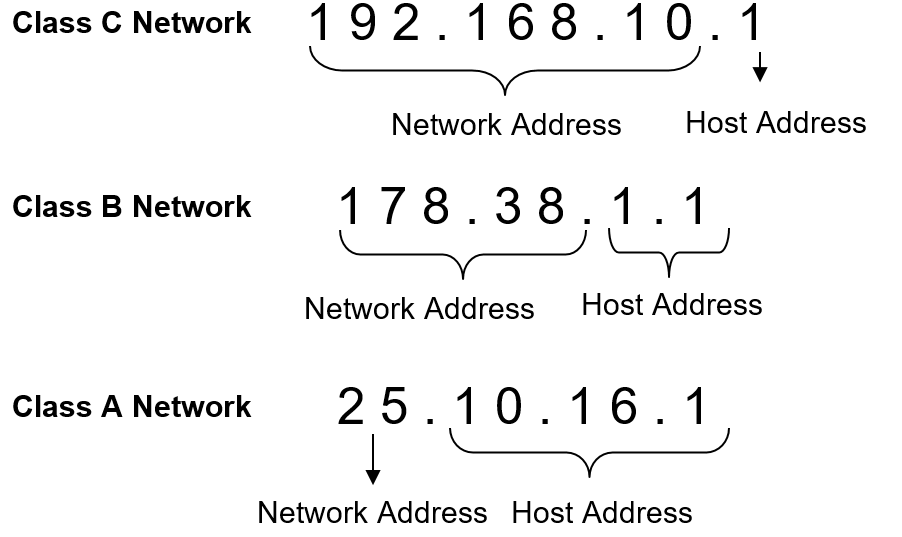 Class C Network 192.168.10.1
Network Address Host Address
Class B Network 178.38.1.1
Network Address Host Address
Class A Network 25.10.16.1
Network Address Host Address